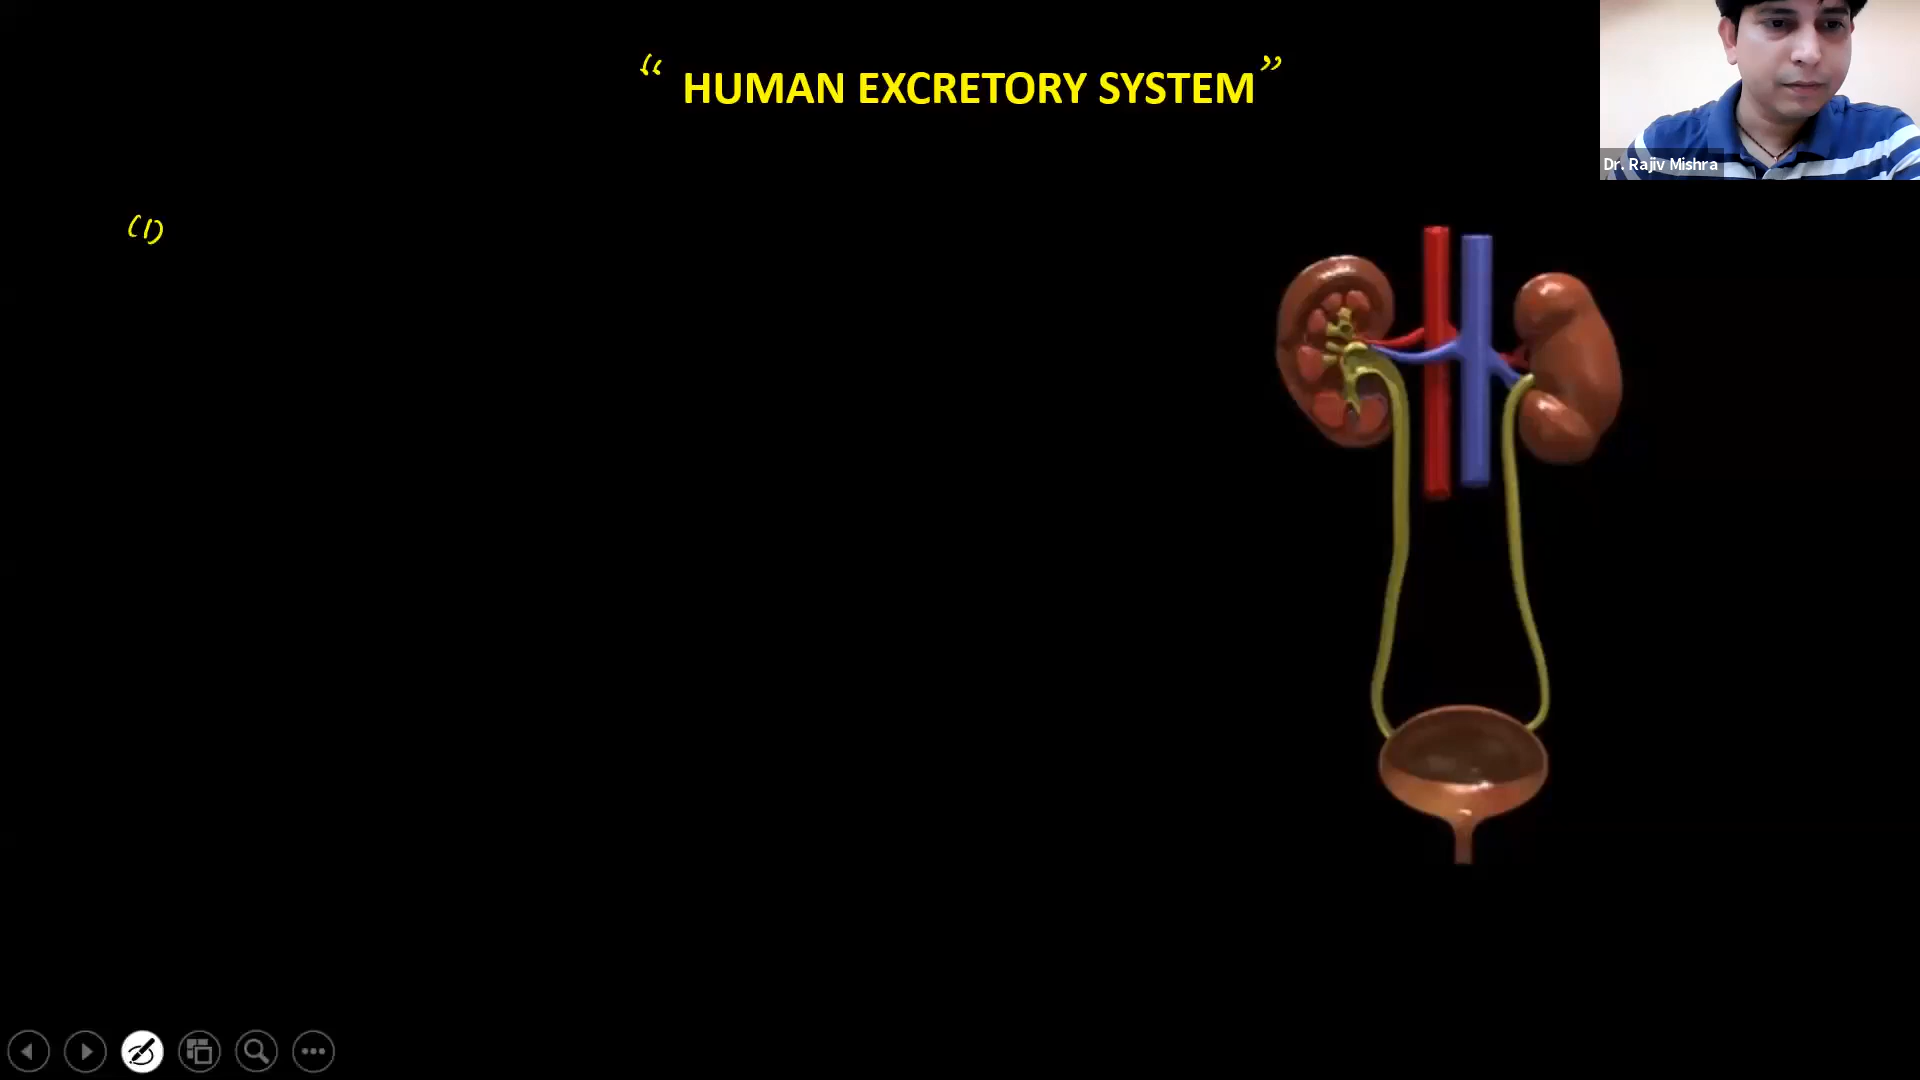 “ HUMAN EXCRETORY SYSTEM ”
Dr. Rajiv Mishra
(1)